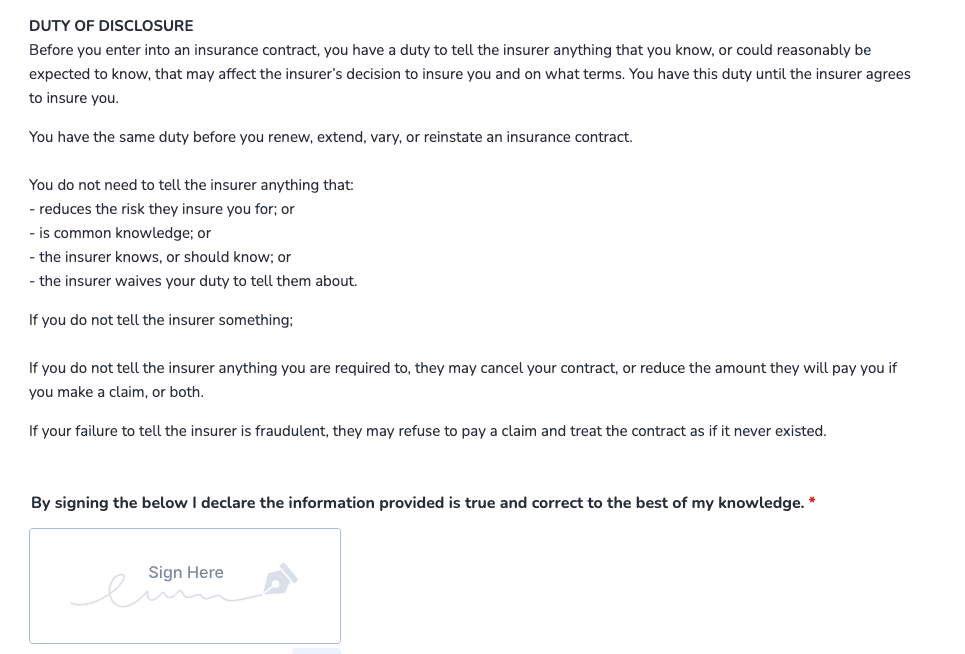 DUTY OF DISCLOSURE
Before you enter into an insurance contract, you have a duty to tell the insurer anything that you know, or could reasonably be
expected to know, that may affect the insurer's decision to insure you and on what terms. You have this duty until the insurer agrees
to insure you.
You have the same duty before you renew, extend, vary, or reinstate an insurance contract.
You do not need to tell the insurer anything that:
- reduces the risk they insure you for; or
- is common knowledge; or
- the insurer knows, or should know; or
- the insurer waives your duty to tell them about.
If you do not tell the insurer something;
If you do not tell the insurer anything you are required to, they may cancel your contract, or reduce the amount they will pay you if
you make a claim, or both.
If your failure to tell the insurer is fraudulent, they may refuse to pay a claim and treat the contract as if it never existed.
By signing the below I declare the information provided is true and correct to the best of my knowledge. *
Sign Here